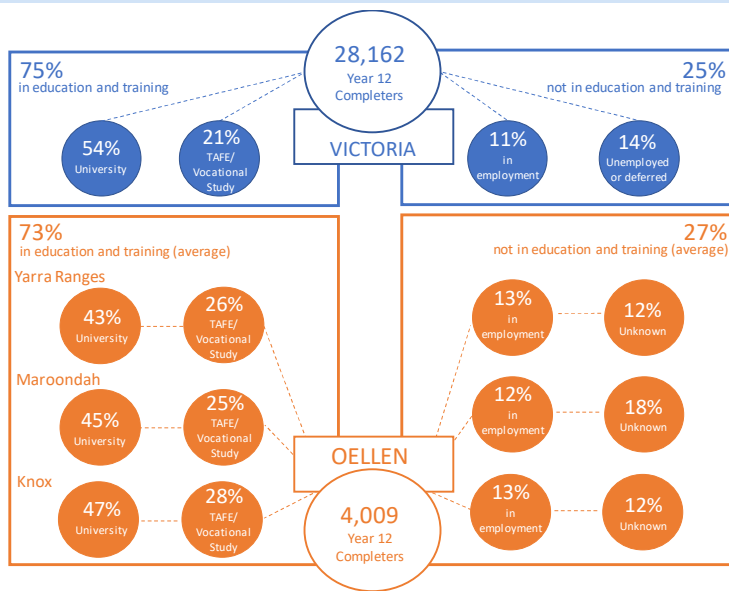 28,162
Year 12
Completers
VICTORIA
75%
in education and training
54%
University
21%
TAFE/
Vocational
Study
25%
not in education and training
11%
in
employment
14%
Unemployed
or deferred
73%
in education and training (average)
Yarra Ranges
43%
University
26%
TAFE/
Vocational
Study
Maroondah
45%
University
25%
TAFE/
Vocational
Study
Knox
47%
University
28%
TAFE/
Vocational
Study
27%
not in education and training (average)
13%
in
employment
12%
Unknown
12%
in
employment
18%
Unknown
13%
in
employment
12%
Unknown
OELLEN
4,009
Year 12
Completers